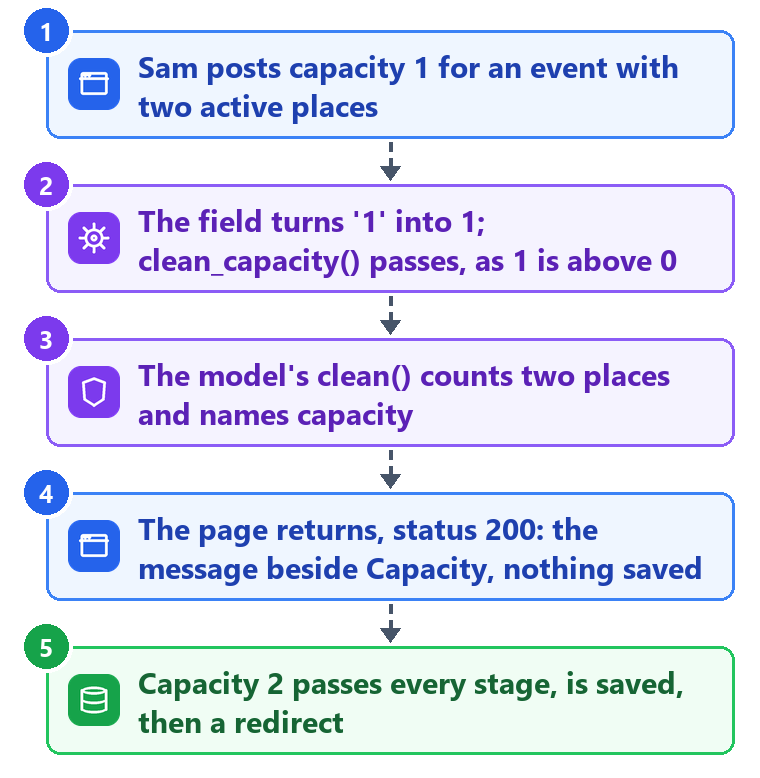 1
Sam posts capacity 1 for an event with
two active places
2
The field turns '1' into 1;
clean_capacity() passes, as 1 is above 0
3
The model's clean() counts two places
and names capacity
4
The page returns, status 200: the
message beside Capacity, nothing saved
5
Capacity 2 passes every stage, is saved,
then a redirect